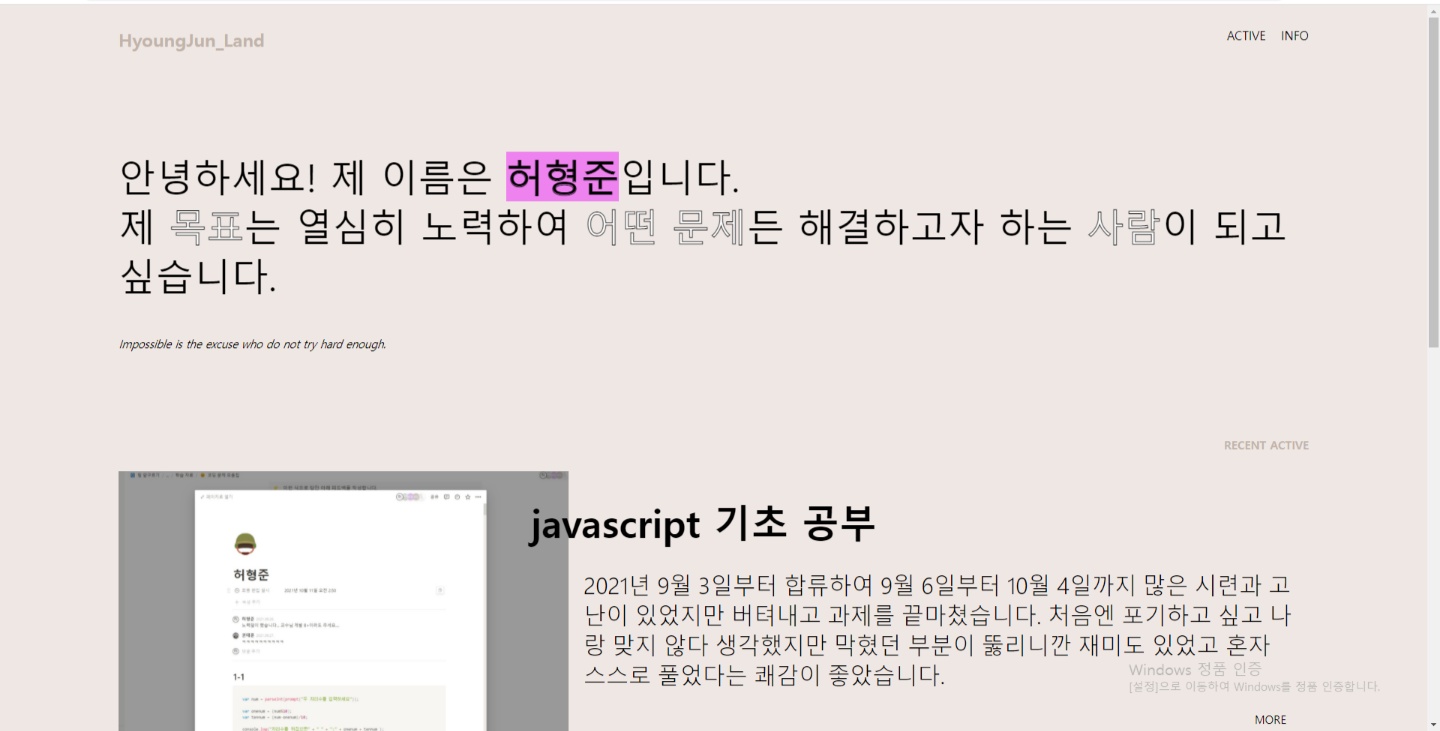 HyoungJun_Land
ACTIVE INFO
안녕하세요! 제 이름은 허형준입니다.
제 목표는 열심히 노력하여 어떤 문제든 해결하고자 하는 사람이 되고
싶습니다.
Impossible is the excuse who do not try hard enough.
RECENT ACTIVE
허형준
1-1
javascript 기초 공부
2021년 9월 3일부터 합류하여 9월 6일부터 10월 4일까지 많은 시련과 고
난이 있었지만 버텨내고 과제를 끝마쳤습니다. 처음엔 포기하고 싶고 나
랑 맞지 않다 생각했지만 막혔던 부분이 뚫리니깐 재미도 있었고 혼자
스스로 풀었다는 쾌감이 좋았습니다.
Windows 정품 인증
[설정]으로 이동하여 Windows를 정품 인증합니다.
MORE